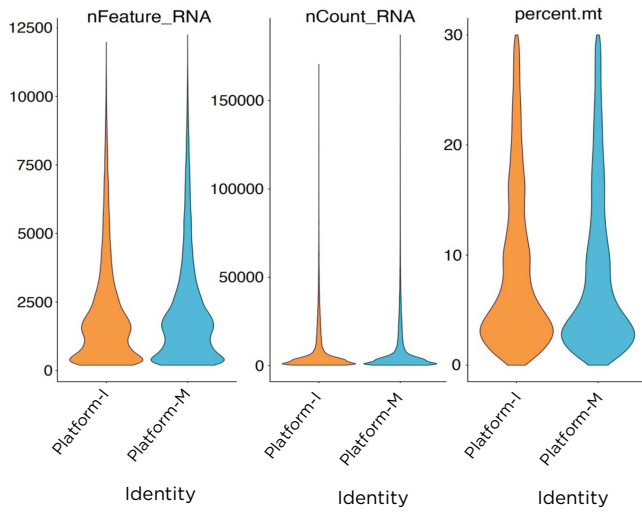 nFeature_RNA
12500
10000
7500
5000
2500
0
Platform-I
Platform-M
Identity
nCount_RNA
150000
100000
50000
0
Platform-I
Platform-M
Identity
percent.mt
30
20
10
0
Platform-I
Platform-M
Identity